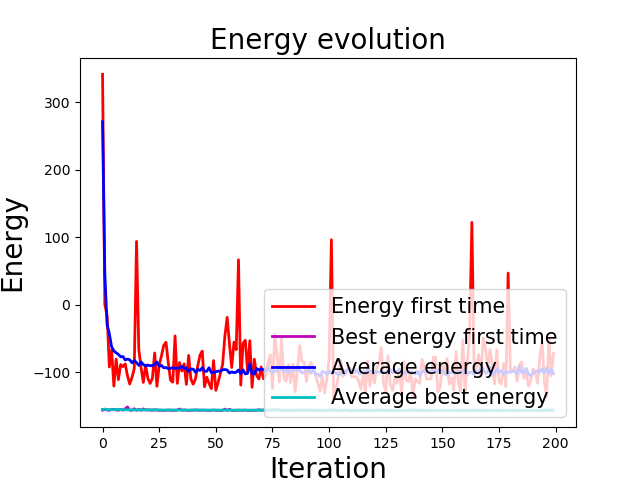 Energy evolution
Energy
300
200
100
0
−100
Energy first time
Best energy first time
Average energy
Average best energy
0 25 50 75 100 125 150 175 200
Iteration